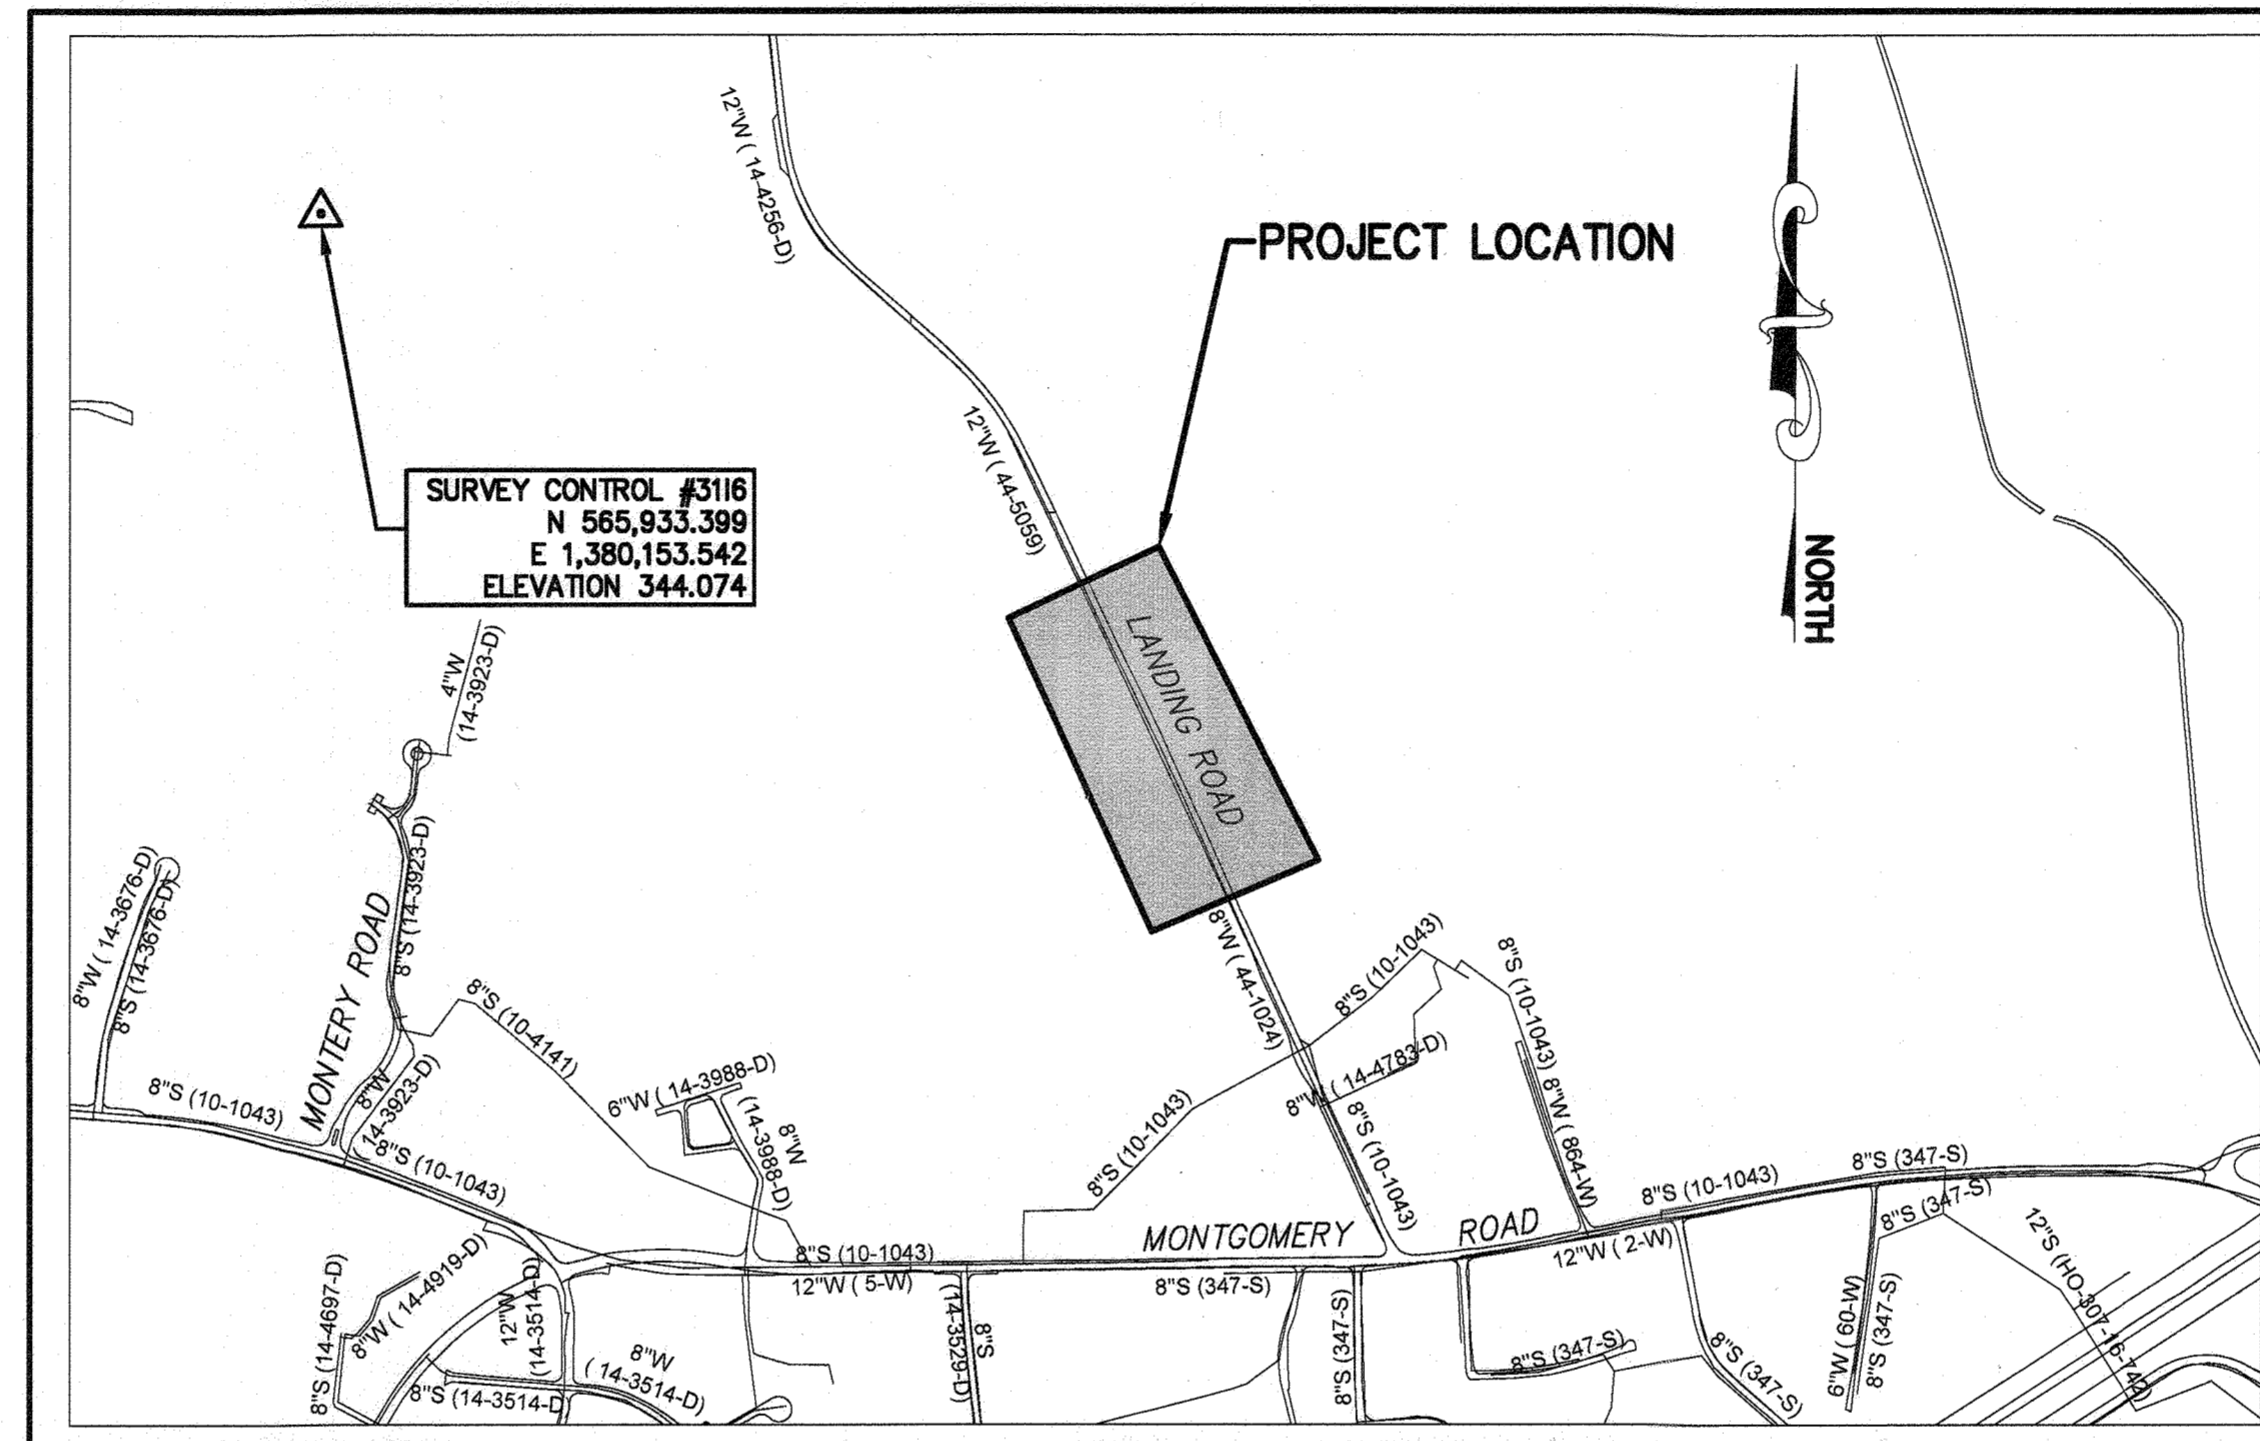 12"W ( 14-4256-D)
PROJECT LOCATION
NORTH
12"W ( 44-5059)
SURVEY CONTROL #31I6
N 565,933.399
E 1,380,153.542
ELEVATION 344.074
LANDING ROAD
4"W
(14-3923-D)
8"S (14-3923-D)
8"W ( 14-3676-D)
8"S (14-3676-D)
MONTERY ROAD
8"S (10-4141)
8"W
( 14-3923-D)
8"S (10-1043)
8"S (10-1043)
6"W ( 14-3988-D)
8"W
(14-3988-D)
8"W ( 44-1024)
8"S (10-1043)
8"S (10-1043)
8"W ( 14-4783-D)
8"S (10-1043)
8"S (10-1043)
8"W ( 864-W)
MONTGOMERY ROAD
8"S (10-1043)
12"W ( 5-W)
8"S (347-S)
12"W ( 2-W)
8"S (10-1043)
8"S (347-S)
8"S (347-S)
12"S (HO-307-16-742)
8"S (14-4697-D)
8"W ( 14-4919-D)
12"W
(14-3514-D)
8"W
( 14-3514-D)
8"S (14-3514-D
8"S
(14-3529-D)
8"S (347-S)
8"S (347-S)
8"S (347-S)
6"W ( 60-W)
8"S (347-S)